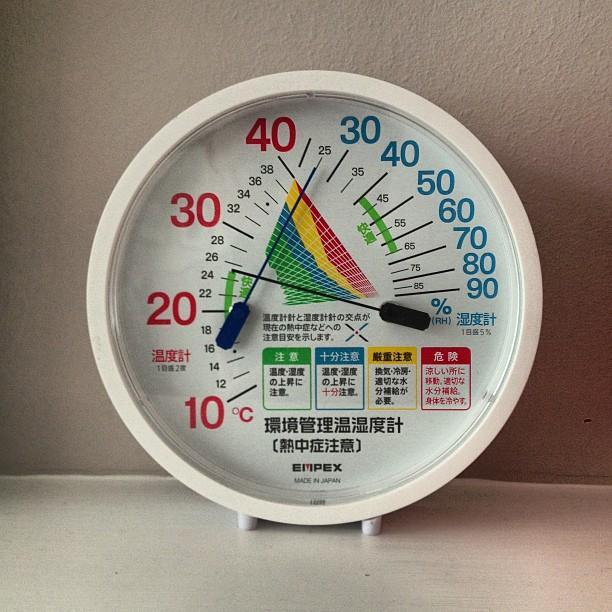 40
30
20
10
°C
38
36
34
32
28
26
24
22
18
16
14
12
快適
温度計
1目盛2度
25
30
35
40
45
50
55
60
65
70
75
80
85
90
快適
%
(RH)
湿度計
1目盛5%
温度計針と湿度計針の交点が
現在の熱中症などへの
注意目安を示します。
注意
温度・湿度
の上昇に
注意。
十分注意
温度・湿度
の上昇に
十分注意。
厳重注意
換気・冷房・
適切な水
分補給が
必要。
危険
涼しい所に
移動。適切な
水分補給。
身体を冷やす。
環境管理温湿度計
〔熱中症注意〕
EMPEX
MADE IN JAPAN